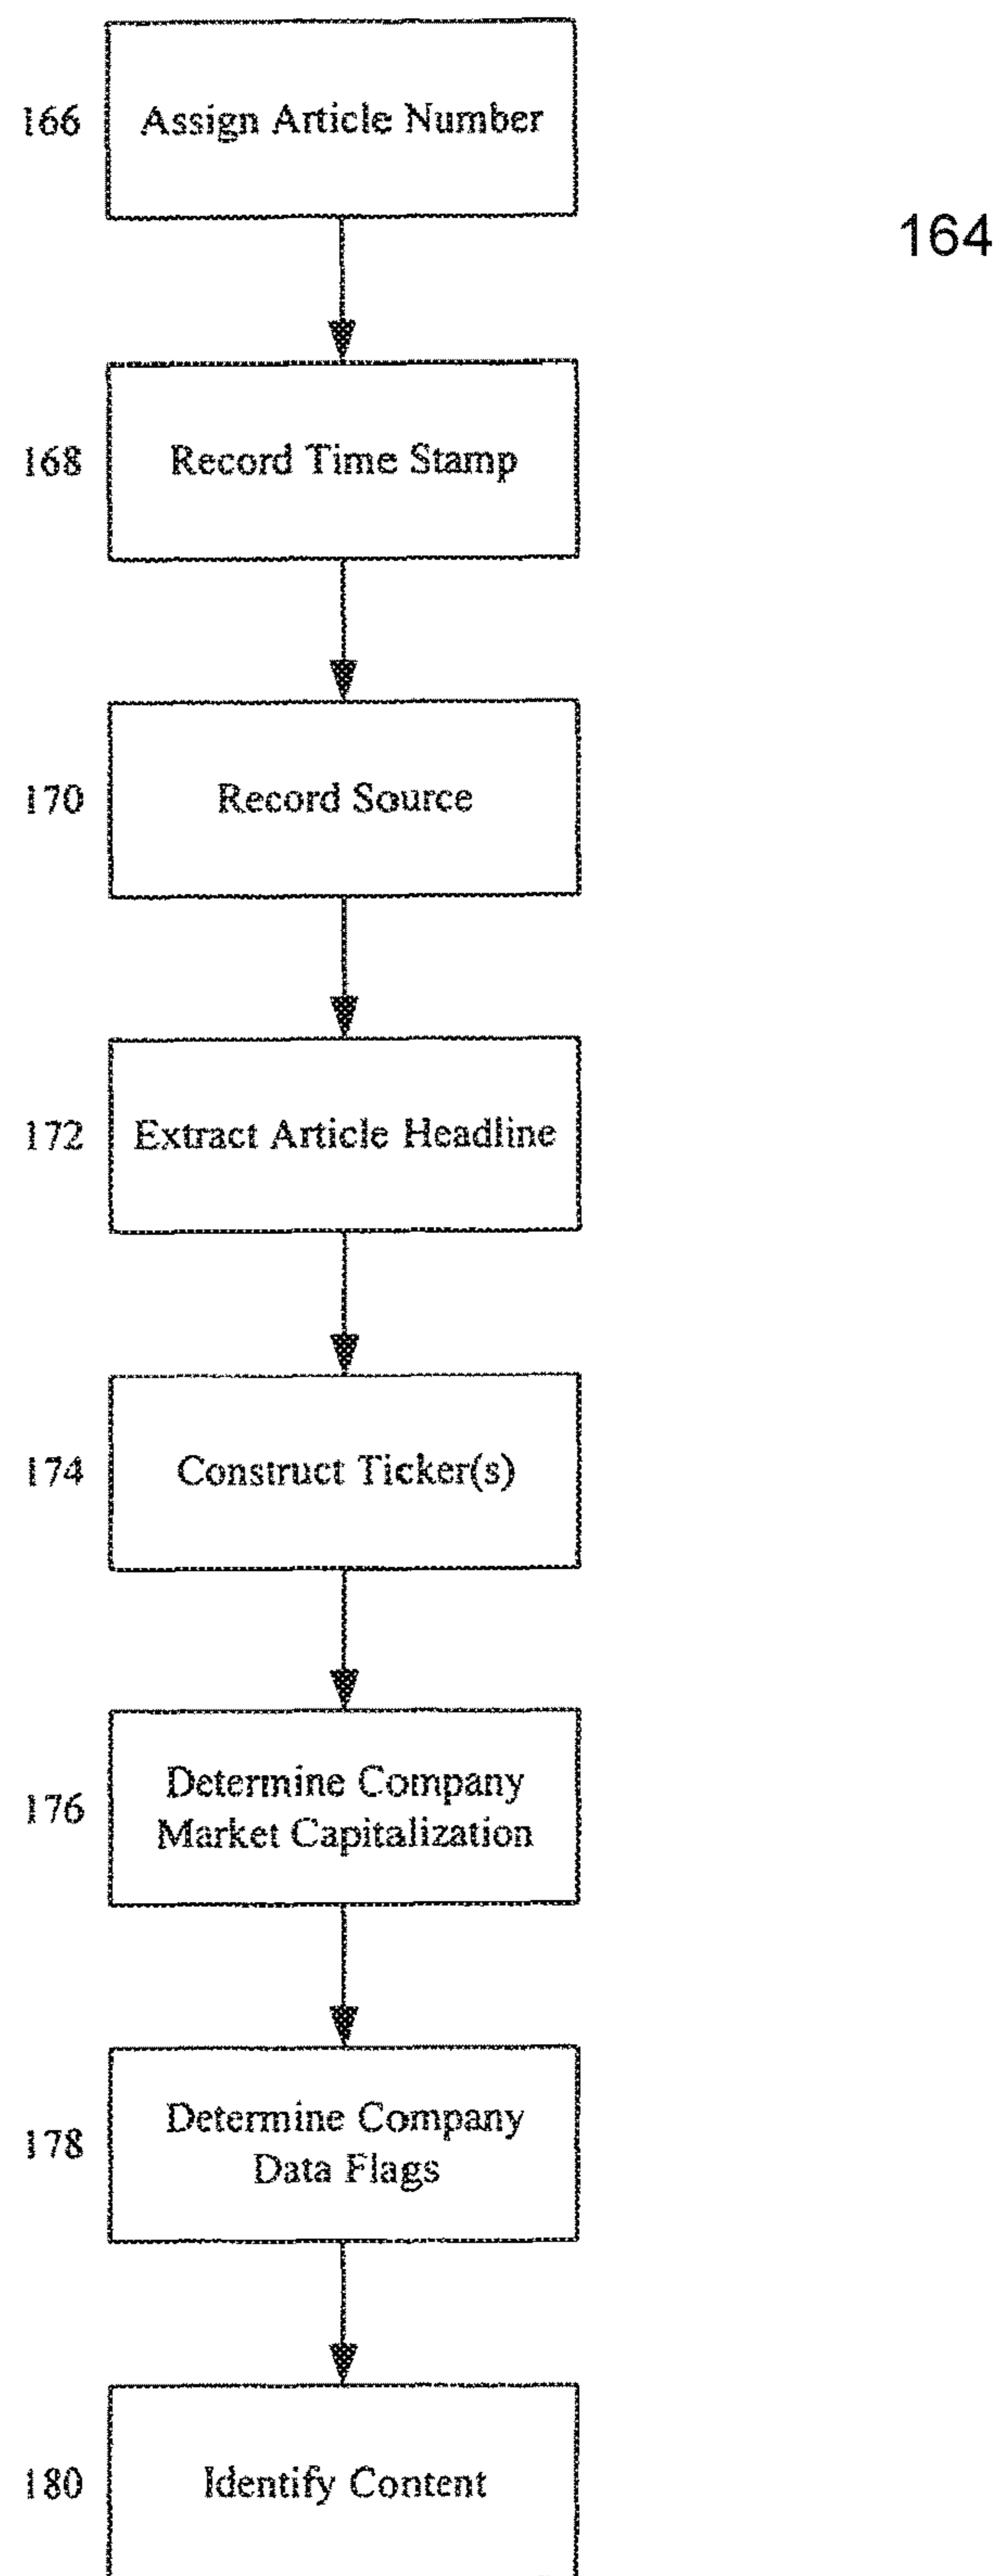 166
Assign Article Number
164
168
Record Time Stamp
170
Record Source
172
Extract Article Headline
174
Construct Ticker(s)
176
Determine Company
Market Capitalization
178
Determine Company
Data Flags
180
Identify Content